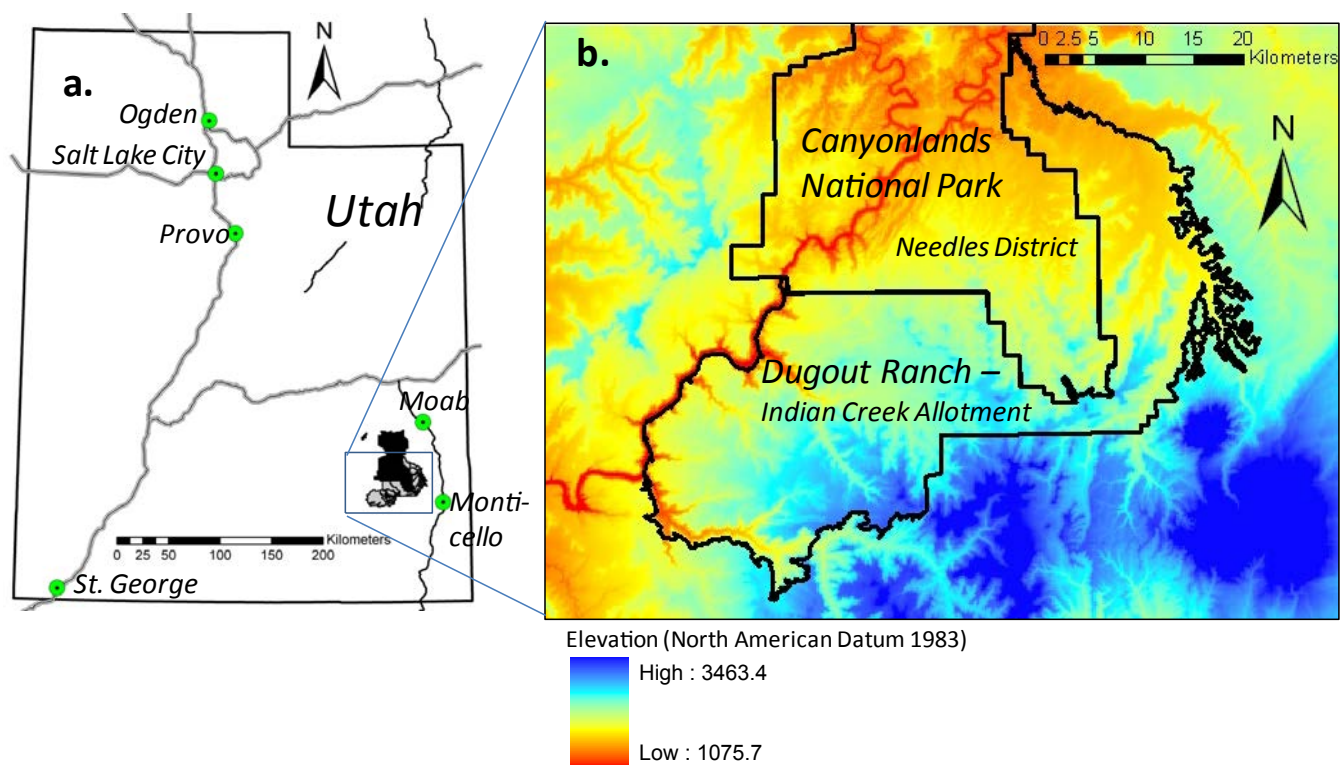 a.
N
Ogden
Salt Lake City
Provo
Utah
Moab
Monti-
cello
0 25 50 100 150 200 Kilometers
St. George
b.
0 2.5 5 10 15 20 Kilometers
N
Canyonlands
National Park
Needles District
Dugout Ranch –
Indian Creek Allotment
Elevation (North American Datum 1983)
High : 3463.4
Low : 1075.7